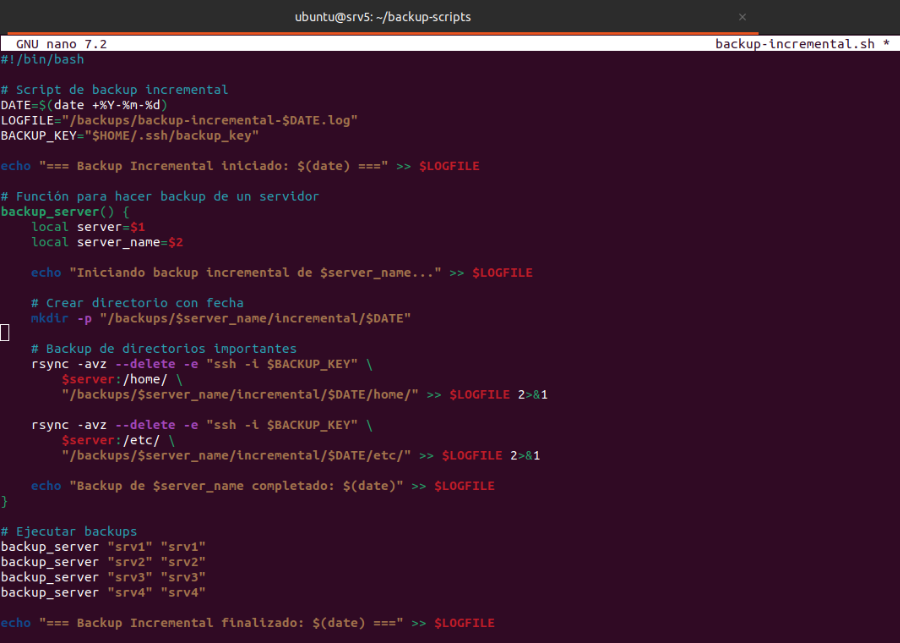 ubuntu@srv5: ~/backup-scripts ×
GNU nano 7.2 backup-incremental.sh *
#!/bin/bash
# Script de backup incremental
DATE=$(date +%Y-%m-%d)
LOGFILE="/backups/backup-incremental-$DATE.log"
BACKUP_KEY="$HOME/.ssh/backup_key"
echo "=== Backup Incremental iniciado: $(date) ===" >> $LOGFILE
# Función para hacer backup de un servidor
backup_server() {
    local server=$1
    local server_name=$2
    echo "Iniciando backup incremental de $server_name..." >> $LOGFILE
    # Crear directorio con fecha
    mkdir -p "/backups/$server_name/incremental/$DATE"
    # Backup de directorios importantes
    rsync -avz --delete -e "ssh -i $BACKUP_KEY" \
        $server:/home/ \
        "/backups/$server_name/incremental/$DATE/home/" >> $LOGFILE 2>&1
    rsync -avz --delete -e "ssh -i $BACKUP_KEY" \
        $server:/etc/ \
        "/backups/$server_name/incremental/$DATE/etc/" >> $LOGFILE 2>&1
    echo "Backup de $server_name completado: $(date)" >> $LOGFILE
}
# Ejecutar backups
backup_server "srv1" "srv1"
backup_server "srv2" "srv2"
backup_server "srv3" "srv3"
backup_server "srv4" "srv4"
echo "=== Backup Incremental finalizado: $(date) ===" >> $LOGFILE